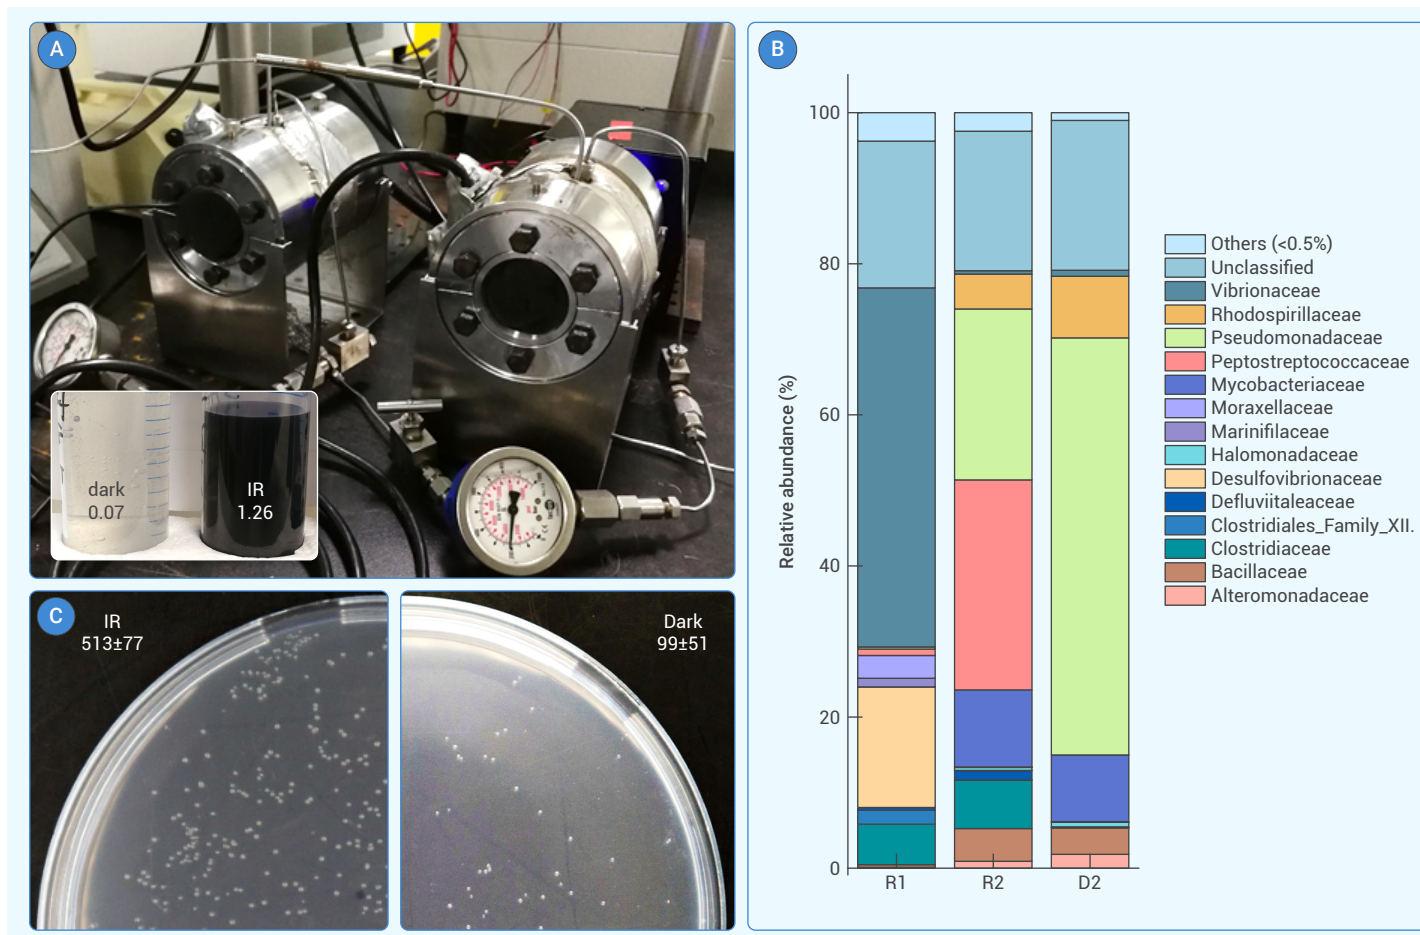 A
dark
0.07
IR
1.26
B
100
80
60
40
20
0
Relative abundance (%)
R1
R2
D2
Others (<0.5%)
Unclassified
Vibrionaceae
Rhodospirillaceae
Pseudomonadaceae
Peptostreptococcaceae
Mycobacteriaceae
Moraxellaceae
Marinifilaceae
Halomonadaceae
Desulfovibrionaceae
Defluviitaleaceae
Clostridiales_Family_XII.
Clostridiaceae
Bacillaceae
Alteromonadaceae
C
IR
513±77
Dark
99±51